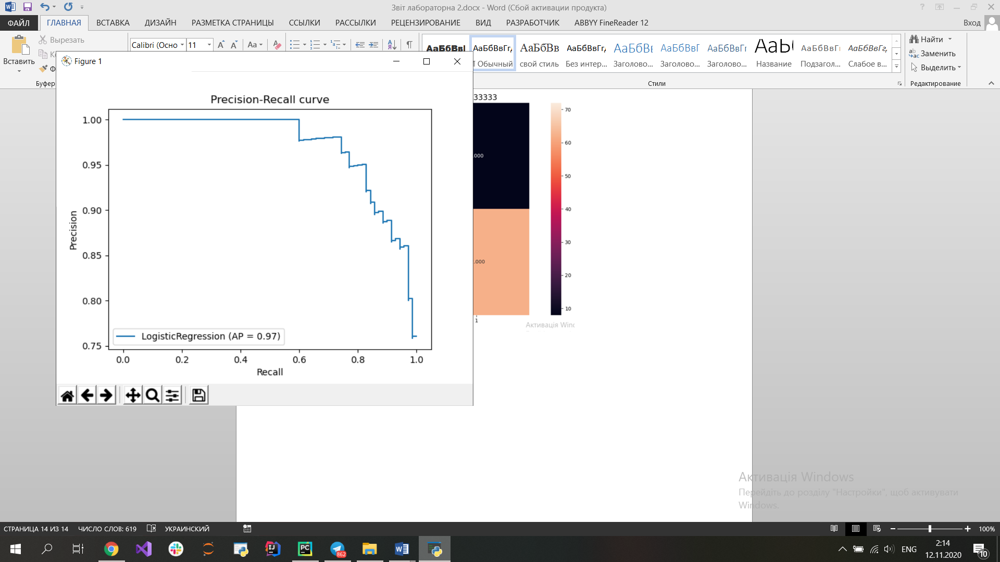 Звіт лабораторна 2.docx - Word (Сбой активации продукта)
ФАЙЛ ГЛАВНАЯ ВСТАВКА ДИЗАЙН РАЗМЕТКА СТРАНИЦЫ ССЫЛКИ РАССЫЛКИ РЕЦЕНЗИРОВАНИЕ ВИД РАЗРАБОТЧИК ABBYY FineReader 12 Вход
Вставить
Вырезать
Буфер
Calibri (Осно 11
Aa
АаБбВвІ
АаБбВвГг,
¶ Обычный
АаБбВв
свой стиль
АаБбВвГг,
Без интер...
АаБбВв
Заголово...
АаБбВвГ
Заголово...
АаБбВвГг
Заголово...
АаЬ
Название
АаБбВвГг
Подзагол...
АаБбВвГг,
Слабое в...
Стили
Найти
Заменить
Выделить
Редактирование
Figure 1
Precision-Recall curve
1.00
0.95
0.90
0.85
0.80
0.75
Precision
LogisticRegression (AP = 0.97)
0.0 0.2 0.4 0.6 0.8 1.0
Recall
33333
.000
.000
1
70
60
50
40
30
20
10
Активація Winc
Активація Windows
Перейдіть до розділу "Настройки", щоб активувати
Windows.
СТРАНИЦА 14 ИЗ 14 ЧИСЛО СЛОВ: 619 УКРАИНСКИЙ 100%
862
ENG
2:14
12.11.2020
10